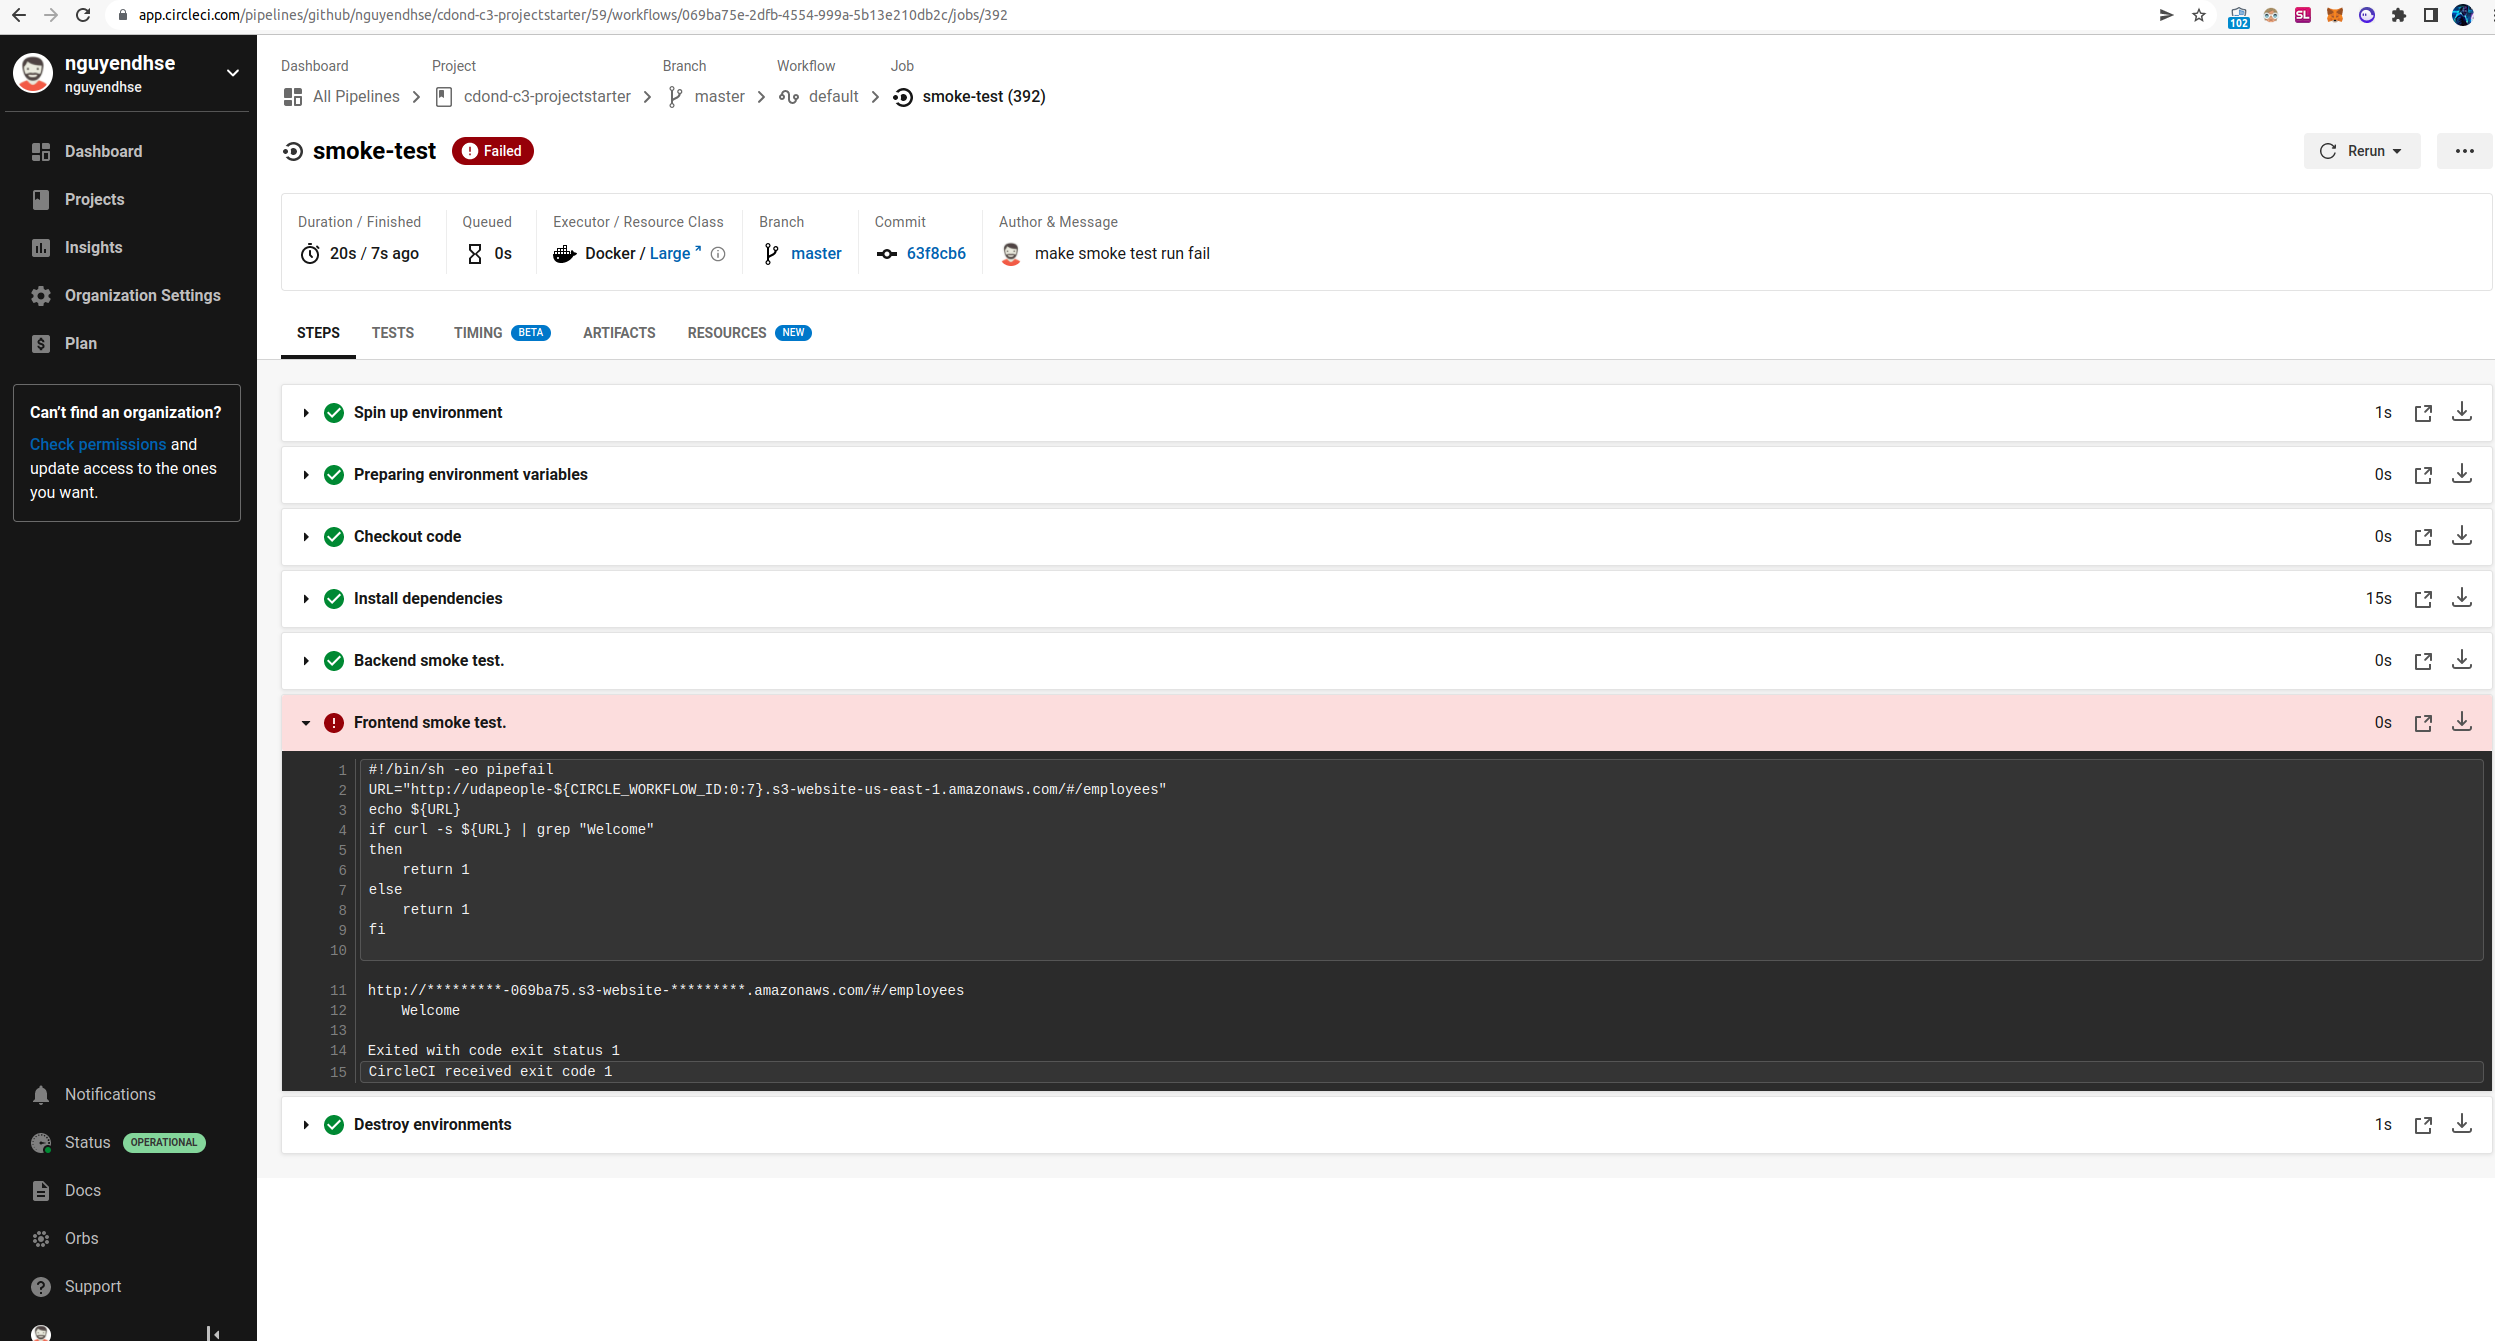 app.circleci.com/pipelines/github/nguyendhse/cdond-c3-projectstarter/59/workflows/069ba75e-2dfb-4554-999a-5b13e210db2c/jobs/392
102
SL
nguyendhse
nguyendhse
Dashboard
Projects
Insights
Organization Settings
Plan
Can't find an organization?
Check permissions and
update access to the ones
you want.
Notifications
Status OPERATIONAL
Docs
Orbs
Support
Dashboard Project Branch Workflow Job
All Pipelines cdond-c3-projectstarter master default smoke-test (392)
smoke-test Failed
Rerun
Duration / Finished Queued Executor / Resource Class Branch Commit Author & Message
20s / 7s ago 0s Docker / Large master 63f8cb6 make smoke test run fail
STEPS TESTS TIMING BETA ARTIFACTS RESOURCES NEW
Spin up environment 1s
Preparing environment variables 0s
Checkout code 0s
Install dependencies 15s
Backend smoke test. 0s
Frontend smoke test. 0s
1 #!/bin/sh -eo pipefail
2 URL="http://udapeople-${CIRCLE_WORKFLOW_ID:0:7}.s3-website-us-east-1.amazonaws.com/#/employees"
3 echo ${URL}
4 if curl -s ${URL} | grep "Welcome"
5 then
6 return 1
7 else
8 return 1
9 fi
10
11 http://*********-069ba75.s3-website-*********.amazonaws.com/#/employees
12 Welcome
13
14 Exited with code exit status 1
15 CircleCI received exit code 1
Destroy environments 1s